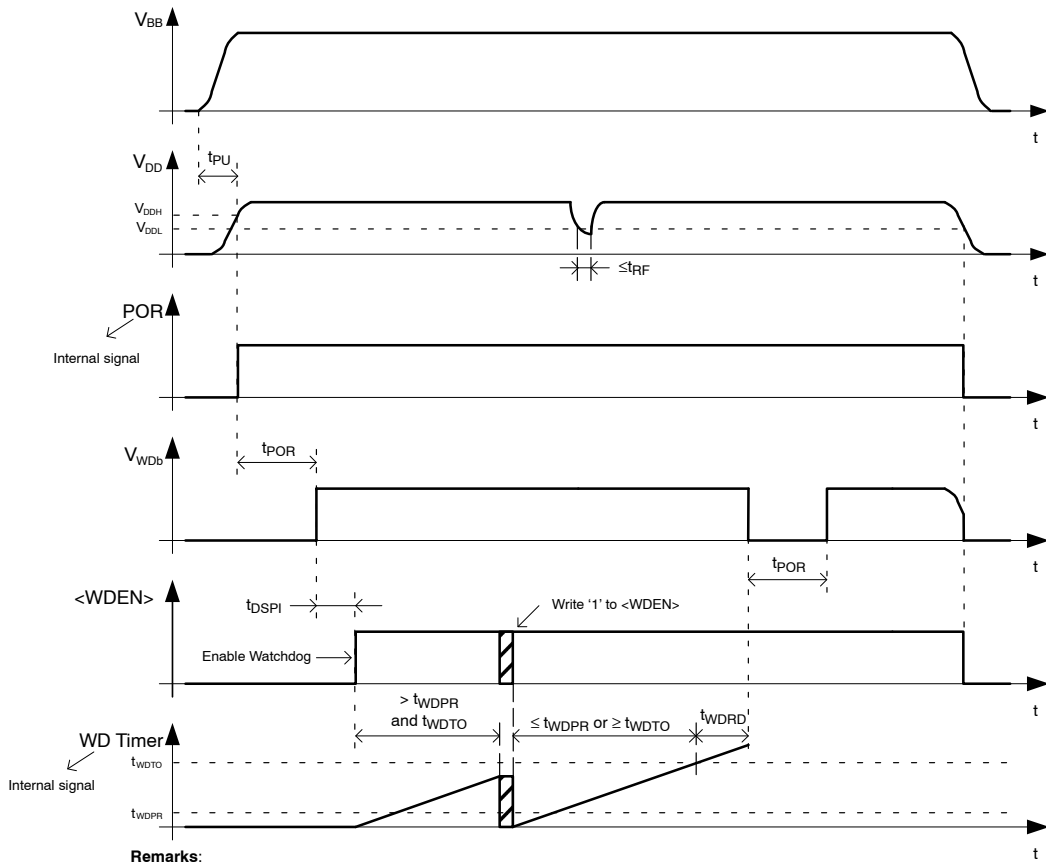 VBB
t
tPU
VDD
VDDH
VDDL
≤tRF
t
POR
Internal signal
t
tPOR
VWDb
tPOR
t
<WDEN>
tDSPI
Write ‘1’ to <WDEN>
Enable Watchdog
t
> tWDPR
and tWDTO
≤ tWDPR or ≥ tWDTO
tWDRD
WD Timer
Internal signal
tWDTO
tWDPR
t
Remarks: